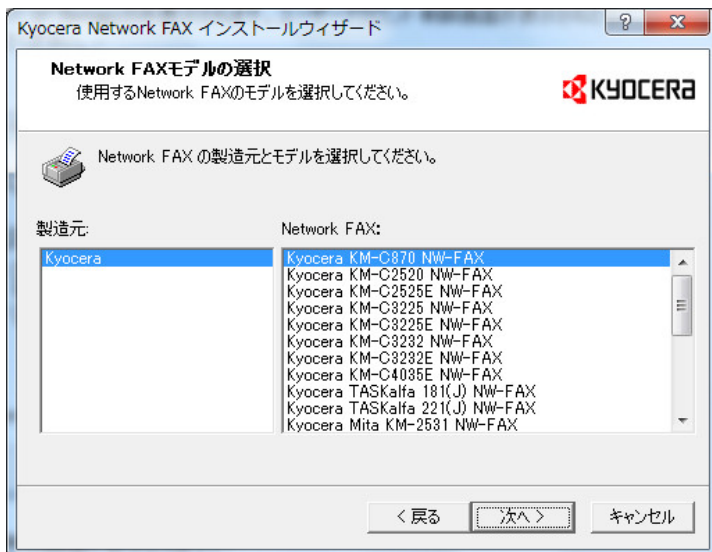 Kyocera Network FAX インストールウィザード
Network FAXモデルの選択
使用するNetwork FAXのモデルを選択してください。
KYOCERA
Network FAX の製造元とモデルを選択してください。
製造元:
Network FAX:
Kyocera
Kyocera KM-C870 NW-FAX
Kyocera KM-C2520 NW-FAX
Kyocera KM-C2525E NW-FAX
Kyocera KM-C3225 NW-FAX
Kyocera KM-C3225E NW-FAX
Kyocera KM-C3232 NW-FAX
Kyocera KM-C3232E NW-FAX
Kyocera KM-C4035E NW-FAX
Kyocera TASKalfa 181(J) NW-FAX
Kyocera TASKalfa 221(J) NW-FAX
Kyocera Mita KM-2531 NW-FAX
< 戻る
次へ >
キャンセル